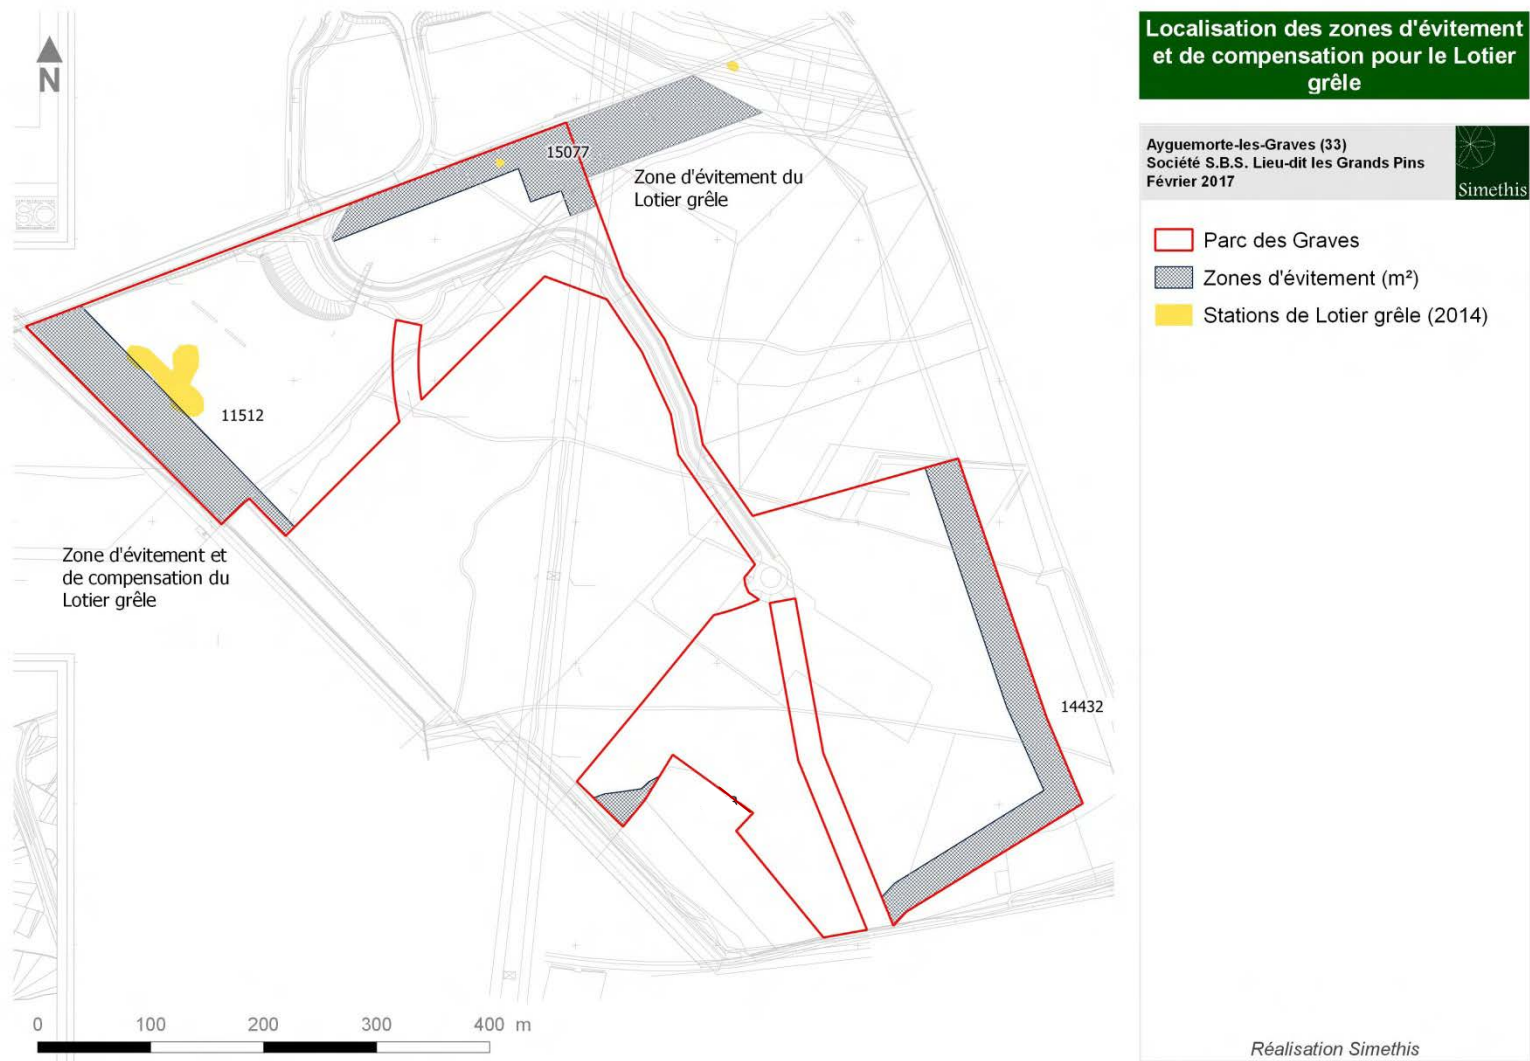 Localisation des zones d'évitement
et de compensation pour le Lotier
grêle
Ayguemorte-les-Graves (33)
Société S.B.S. Lieu-dit les Grands Pins
Février 2017
Simethis
Parc des Graves
Zones d'évitement (m²)
Stations de Lotier grêle (2014)
N
15077
Zone d'évitement du
Lotier grêle
11512
Zone d'évitement et
de compensation du
Lotier grêle
14432
0 100 200 300 400 m
Réalisation Simethis